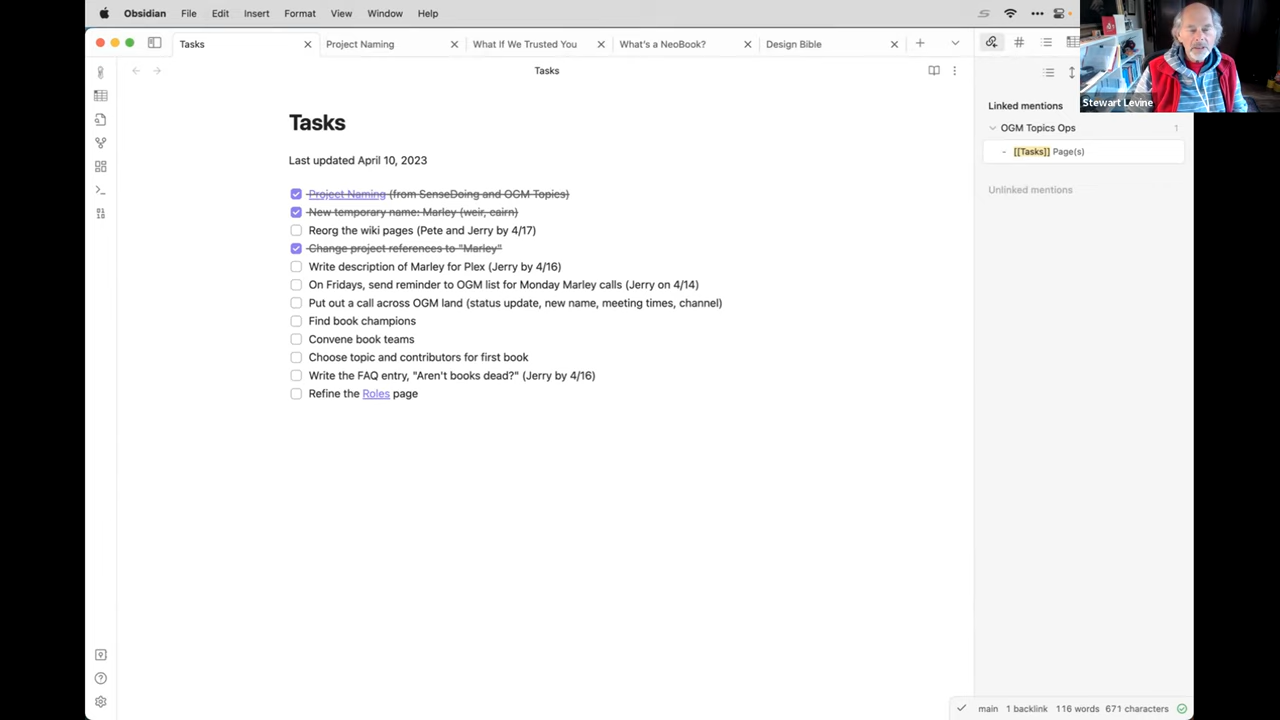 Obsidian File Edit Insert Format View Window Help
Tasks Project Naming What If We Trusted You What's a NeoBook? Design Bible
Tasks
Stewart Levine
Linked mentions
OGM Topics Ops 1
- [[Tasks]] Page(s)
Unlinked mentions
Tasks
Last updated April 10, 2023
Project Naming (from SenseDoing and OGM Topics)
New temporary name: Marley (weir, cairn)
Reorg the wiki pages (Pete and Jerry by 4/17)
Change project references to "Marley"
Write description of Marley for Plex (Jerry by 4/16)
On Fridays, send reminder to OGM list for Monday Marley calls (Jerry on 4/14)
Put out a call across OGM land (status update, new name, meeting times, channel)
Find book champions
Convene book teams
Choose topic and contributors for first book
Write the FAQ entry, "Aren't books dead?" (Jerry by 4/16)
Refine the Roles page
main 1 backlink 116 words 671 characters